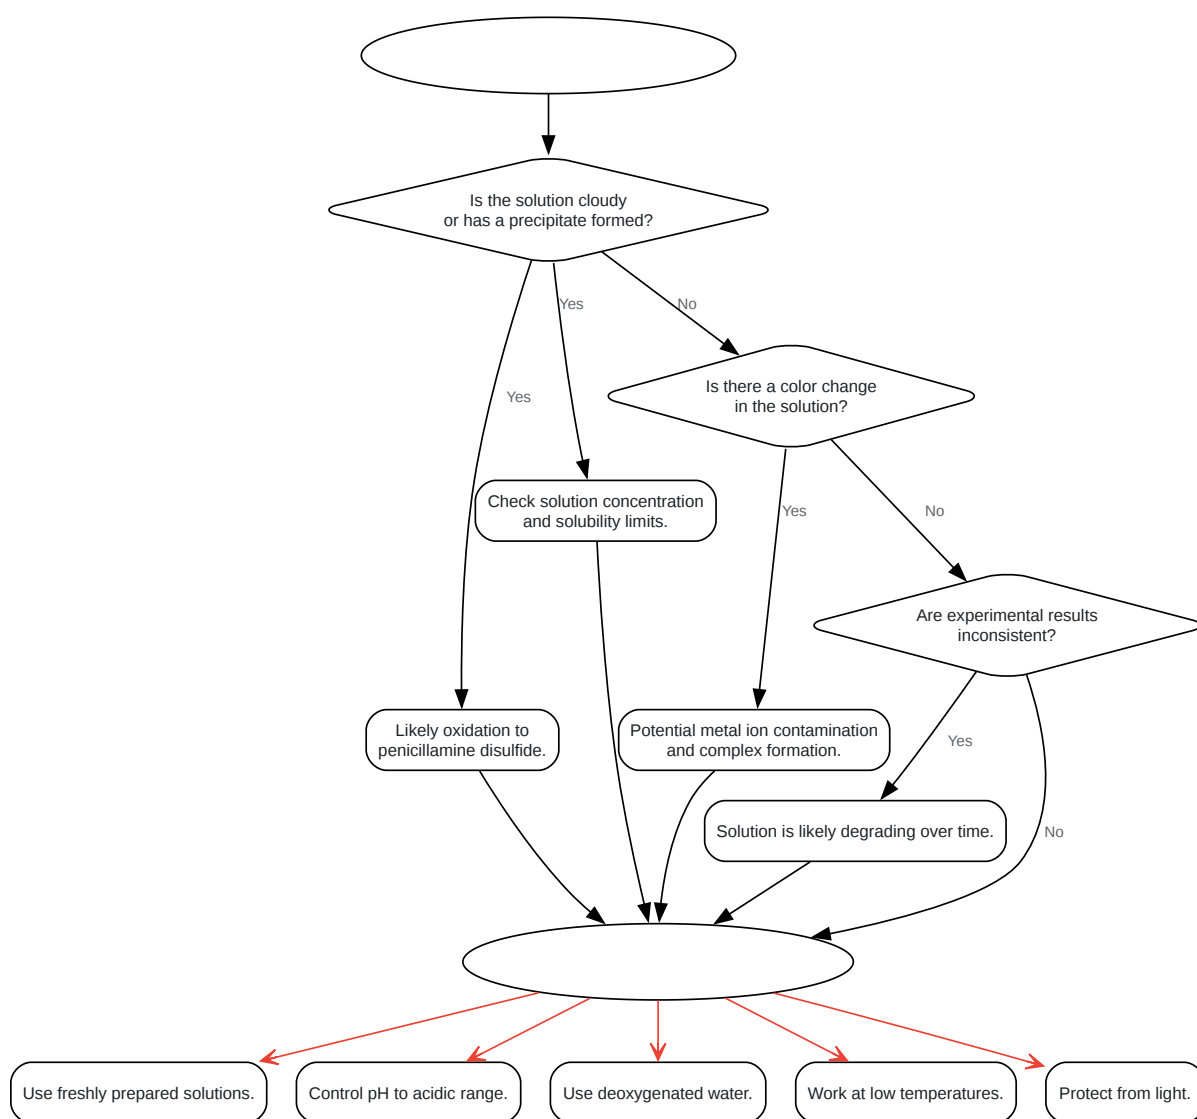 Is the solution cloudy
or has a precipitate formed?
Yes
No
Yes
Is there a color change
in the solution?
Check solution concentration
and solubility limits.
Yes
No
Are experimental results
inconsistent?
Likely oxidation to
penicillamine disulfide.
Potential metal ion contamination
and complex formation.
Yes
Solution is likely degrading over time.
No
Use freshly prepared solutions.
Control pH to acidic range.
Use deoxygenated water.
Work at low temperatures.
Protect from light.